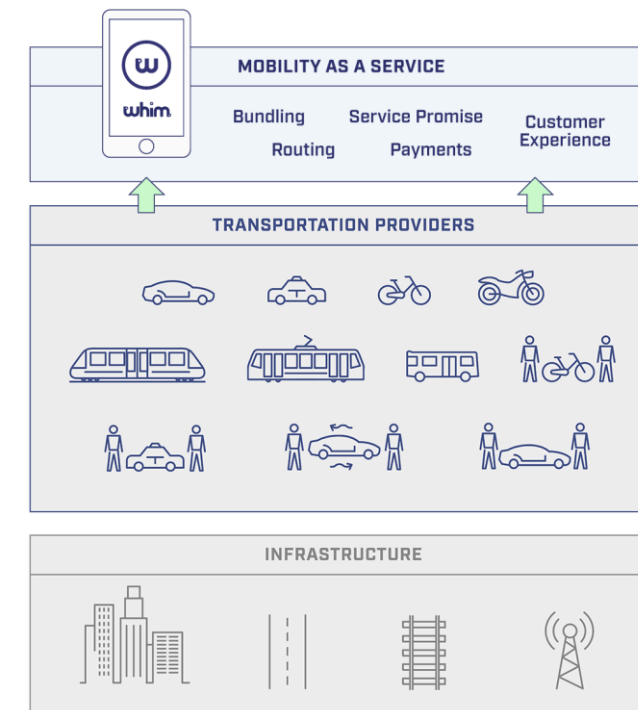 MOBILITY AS A SERVICE
whim
Bundling
Service Promise
Customer
Experience
Routing
Payments
TRANSPORTATION PROVIDERS
INFRASTRUCTURE